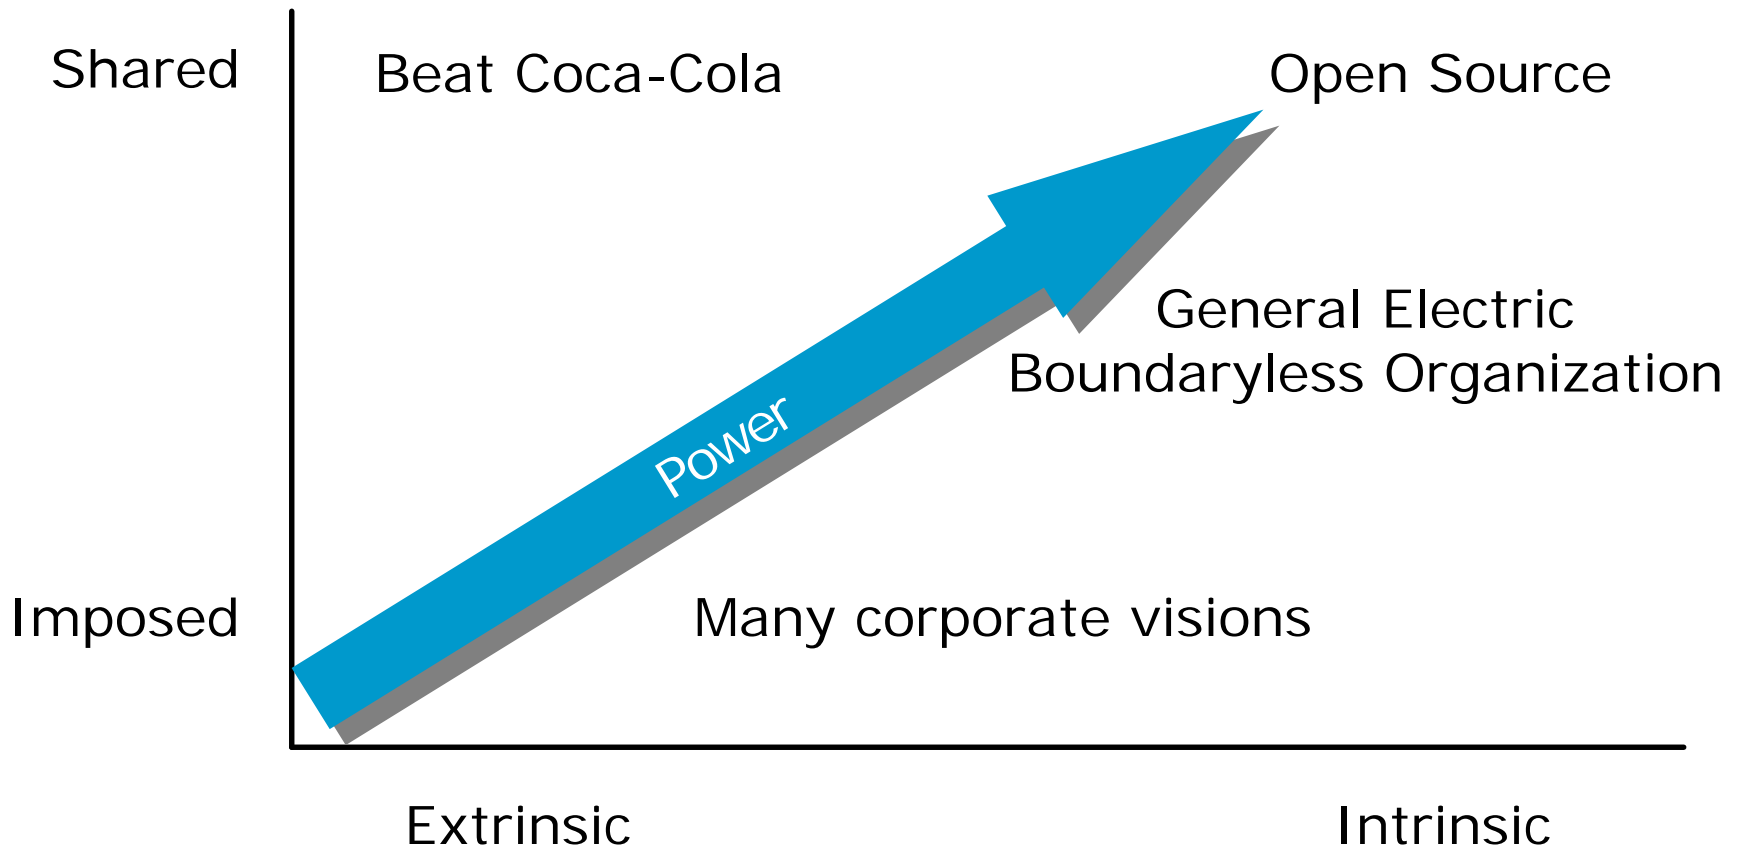 Shared
Beat Coca-Cola
Open Source
General Electric
Boundaryless Organization
Power
Imposed
Many corporate visions
Extrinsic
Intrinsic